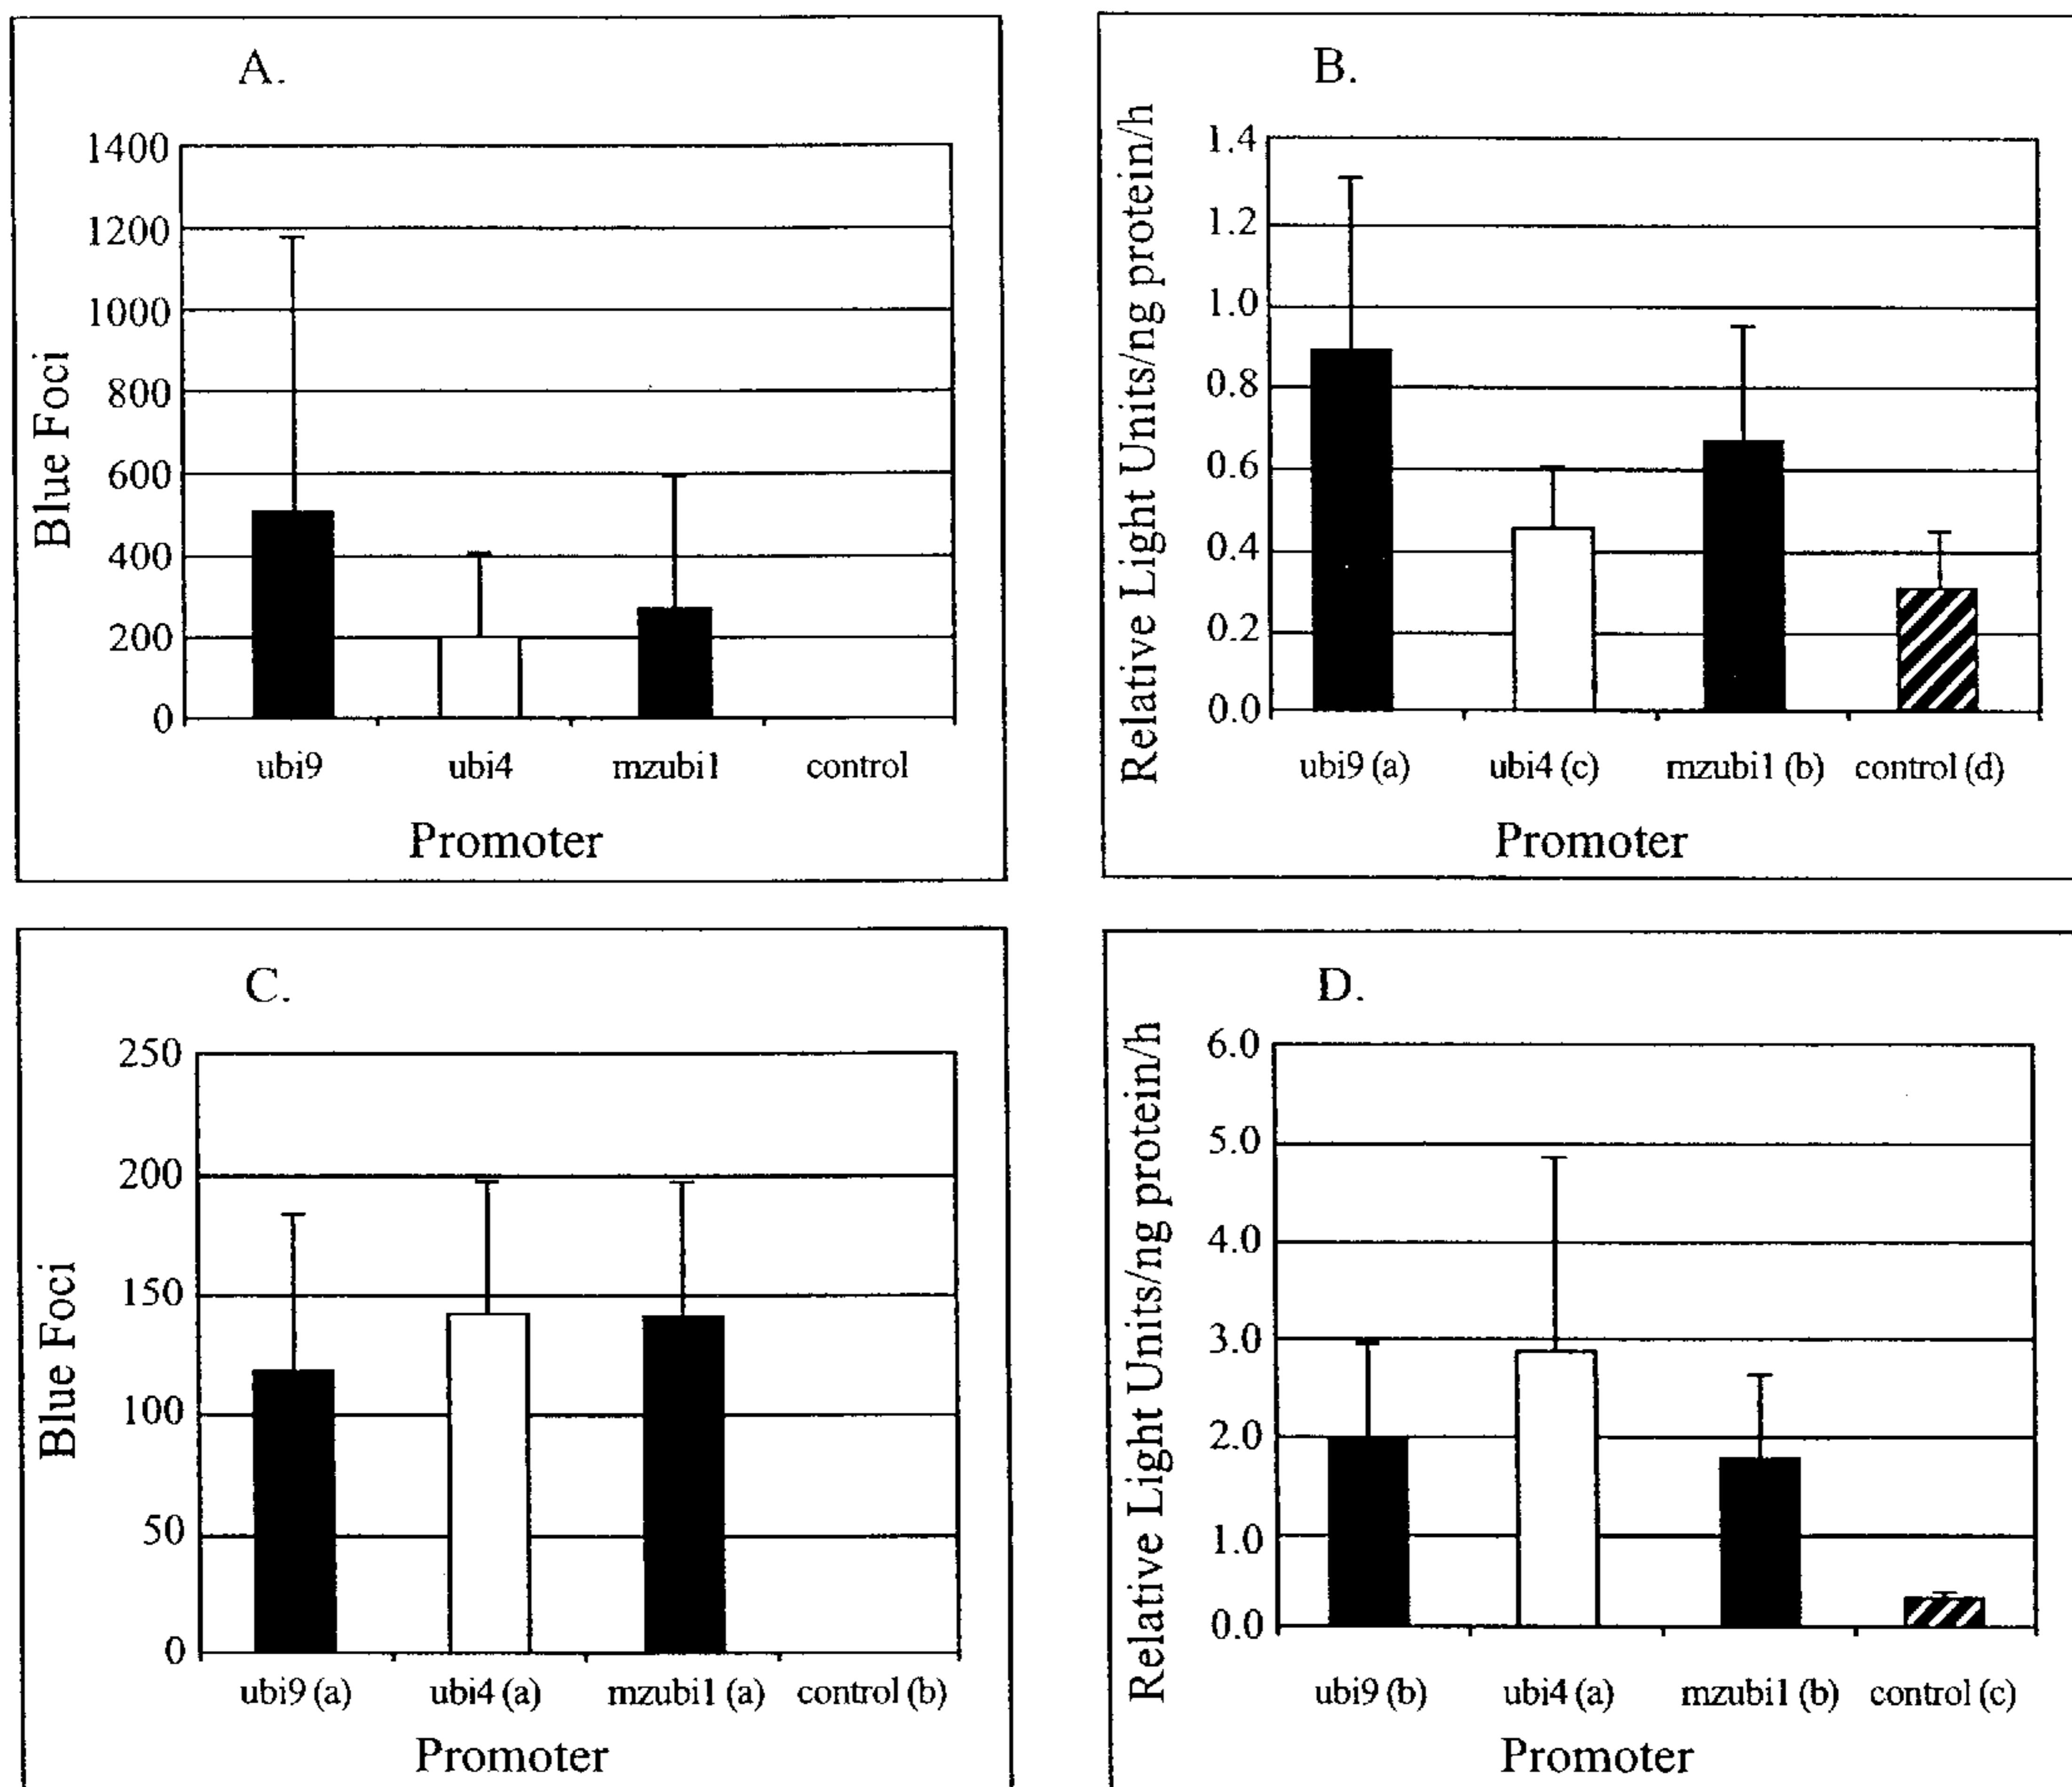 A.
Blue Foci
1400
1200
1000
800
600
400
200
0
ubi9 ubi4 mzubi1 control
Promoter
B.
Relative Light Units/ng protein/h
1.4
1.2
1.0
0.8
0.6
0.4
0.2
0.0
ubi9 (a) ubi4 (c) mzubi1 (b) control (d)
Promoter
C.
Blue Foci
250
200
150
100
50
0
ubi9 (a) ubi4 (a) mzubi1 (a) control (b)
Promoter
D.
Relative Light Units/ng protein/h
6.0
5.0
4.0
3.0
2.0
1.0
0.0
ubi9 (b) ubi4 (a) mzubi1 (b) control (c)
Promoter